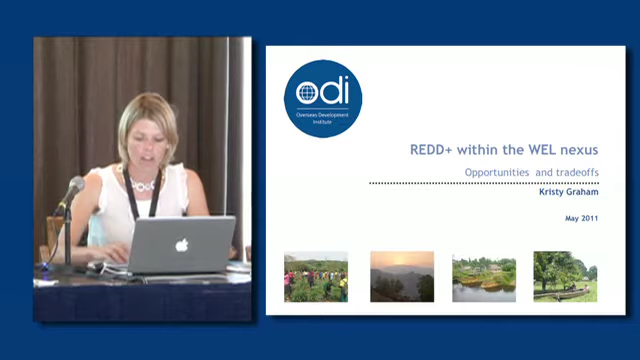 odi
Overseas Development
Institute
REDD+ within the WEL nexus
Opportunities and tradeoffs
Kristy Graham
May 2011